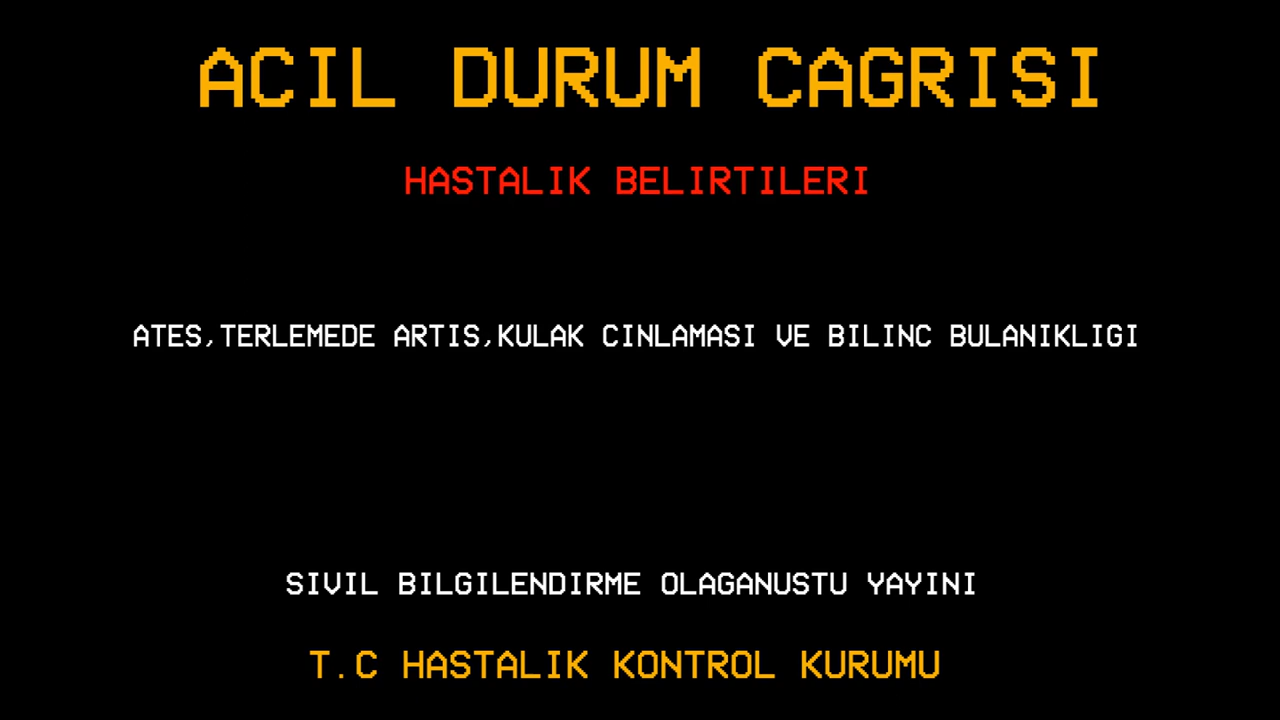 ACIL DURUM CAGRISI
HASTALIK BELIRTILERI
ATES,TERLEMEDE ARTIS,KULAK CINLAMASI VE BILINC BULANIKLIGI
SIVIL BILGILENDIRME OLAGANUSTU YAYINI
T.C HASTALIK KONTROL KURUMU